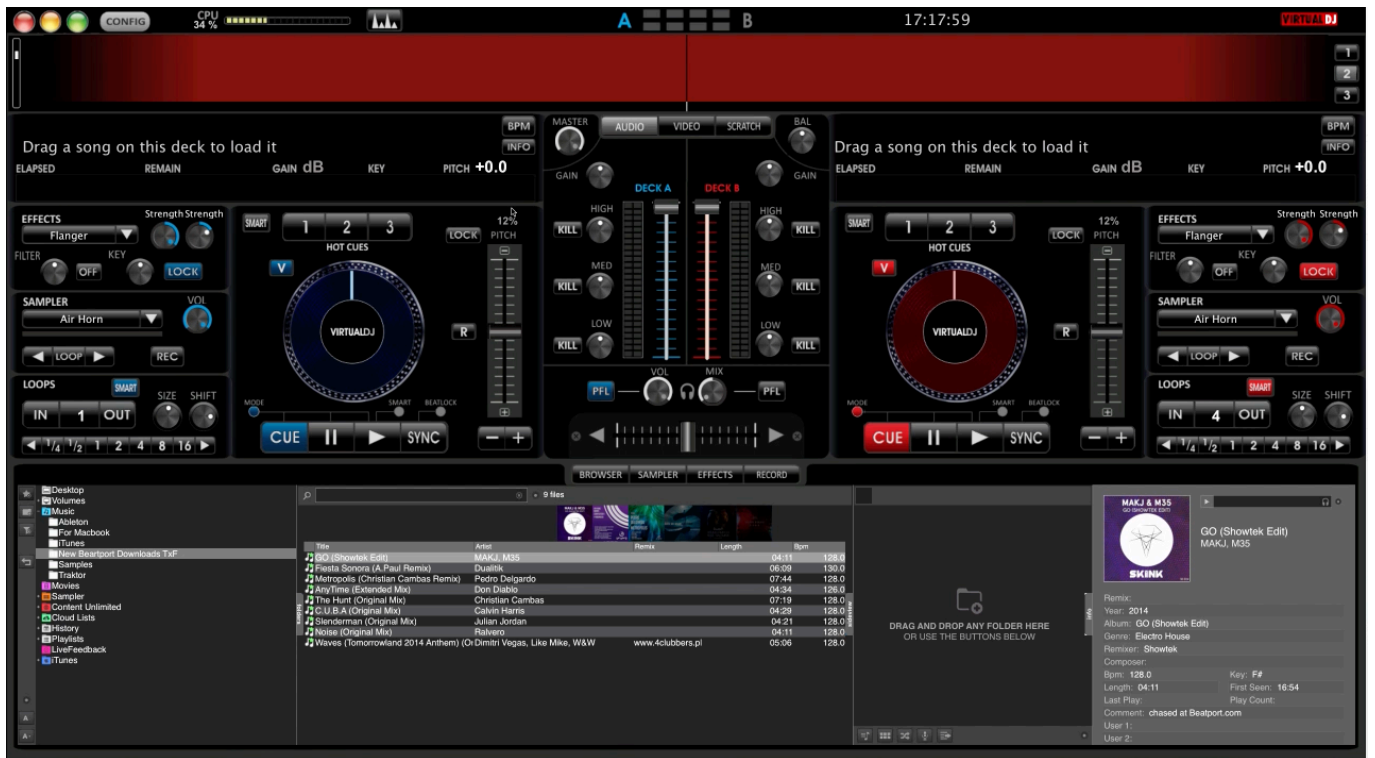 CONFIG CPU 34 % A B 17:17:59 VIRTUAL DJ
1
2
3
Drag a song on this deck to load it BPM
INFO
ELAPSED REMAIN GAIN dB KEY PITCH +0.0
EFFECTS Strength Strength
Flanger
FILTER OFF KEY LOCK
SAMPLER VOL
Air Horn
LOOP REC
LOOPS SMART SIZE SHIFT
IN 1 OUT
1/4 1/2 1 2 4 8 16
SMART 1 2 3 LOCK 12% PITCH
HOT CUES
V
VIRTUALDJ R
MODE SMART BEATLOCK
CUE SYNC
MASTER AUDIO VIDEO SCRATCH BAL
GAIN GAIN
DECK A DECK B
HIGH HIGH
KILL KILL
MED MED
KILL KILL
LOW LOW
KILL KILL
VOL MIX
PFL PFL
Drag a song on this deck to load it BPM
INFO
ELAPSED REMAIN GAIN dB KEY PITCH +0.0
SMART 1 2 3 LOCK 12% PITCH
HOT CUES
V
VIRTUALDJ R
MODE SMART BEATLOCK
CUE SYNC
EFFECTS Strength Strength
Flanger
FILTER OFF KEY LOCK
SAMPLER VOL
Air Horn
LOOP REC
LOOPS SMART SIZE SHIFT
IN 4 OUT
1/4 1/2 1 2 4 8 16
BROWSER SAMPLER EFFECTS RECORD
Desktop
Volumes
Music
Ableton
For Macbook
iTunes
New Beartport Downloads TxF
Samples
Traktor
Movies
Sampler
Content Unlimited
Cloud Lists
History
Playlists
LiveFeedback
iTunes
9 files
MAKJ & M35
SKINK
Title Artist Remix Length Bpm
GO (Showtek Edit) MAKJ, M35 04:11 128.0
Fiesta Sonora (A.Paul Remix) Dualitik 06:09 130.0
Metropolis (Christian Cambas Remix) Pedro Delgardo 07:44 128.0
AnyTime (Extended Mix) Don Diablo 04:34 126.0
The Hunt (Original Mix) Christian Cambas 07:19 128.0
C.U.B.A (Original Mix) Calvin Harris 04:29 128.0
Slenderman (Original Mix) Julian Jordan 04:21 128.0
Noise (Original Mix) Ralvero 04:11 128.0
Waves (Tomorrowland 2014 Anthem) (Or Dimitri Vegas, Like Mike, W&W www.4clubbers.pl 05:06 128.0
folders
DRAG AND DROP ANY FOLDER HERE
OR USE THE BUTTONS BELOW
MAKJ & M35
GO (SHOWTEK EDIT)
SKINK
GO (Showtek Edit)
MAKJ, M35
Remix:
Year: 2014
Album: GO (Showtek Edit)
Genre: Electro House
Remixer: Showtek
Composer:
Bpm: 128.0 Key: F#
Length: 04:11 First Seen: 16:54
Last Play: Play Count:
Comment: chased at Beatport.com
User 1:
User 2: